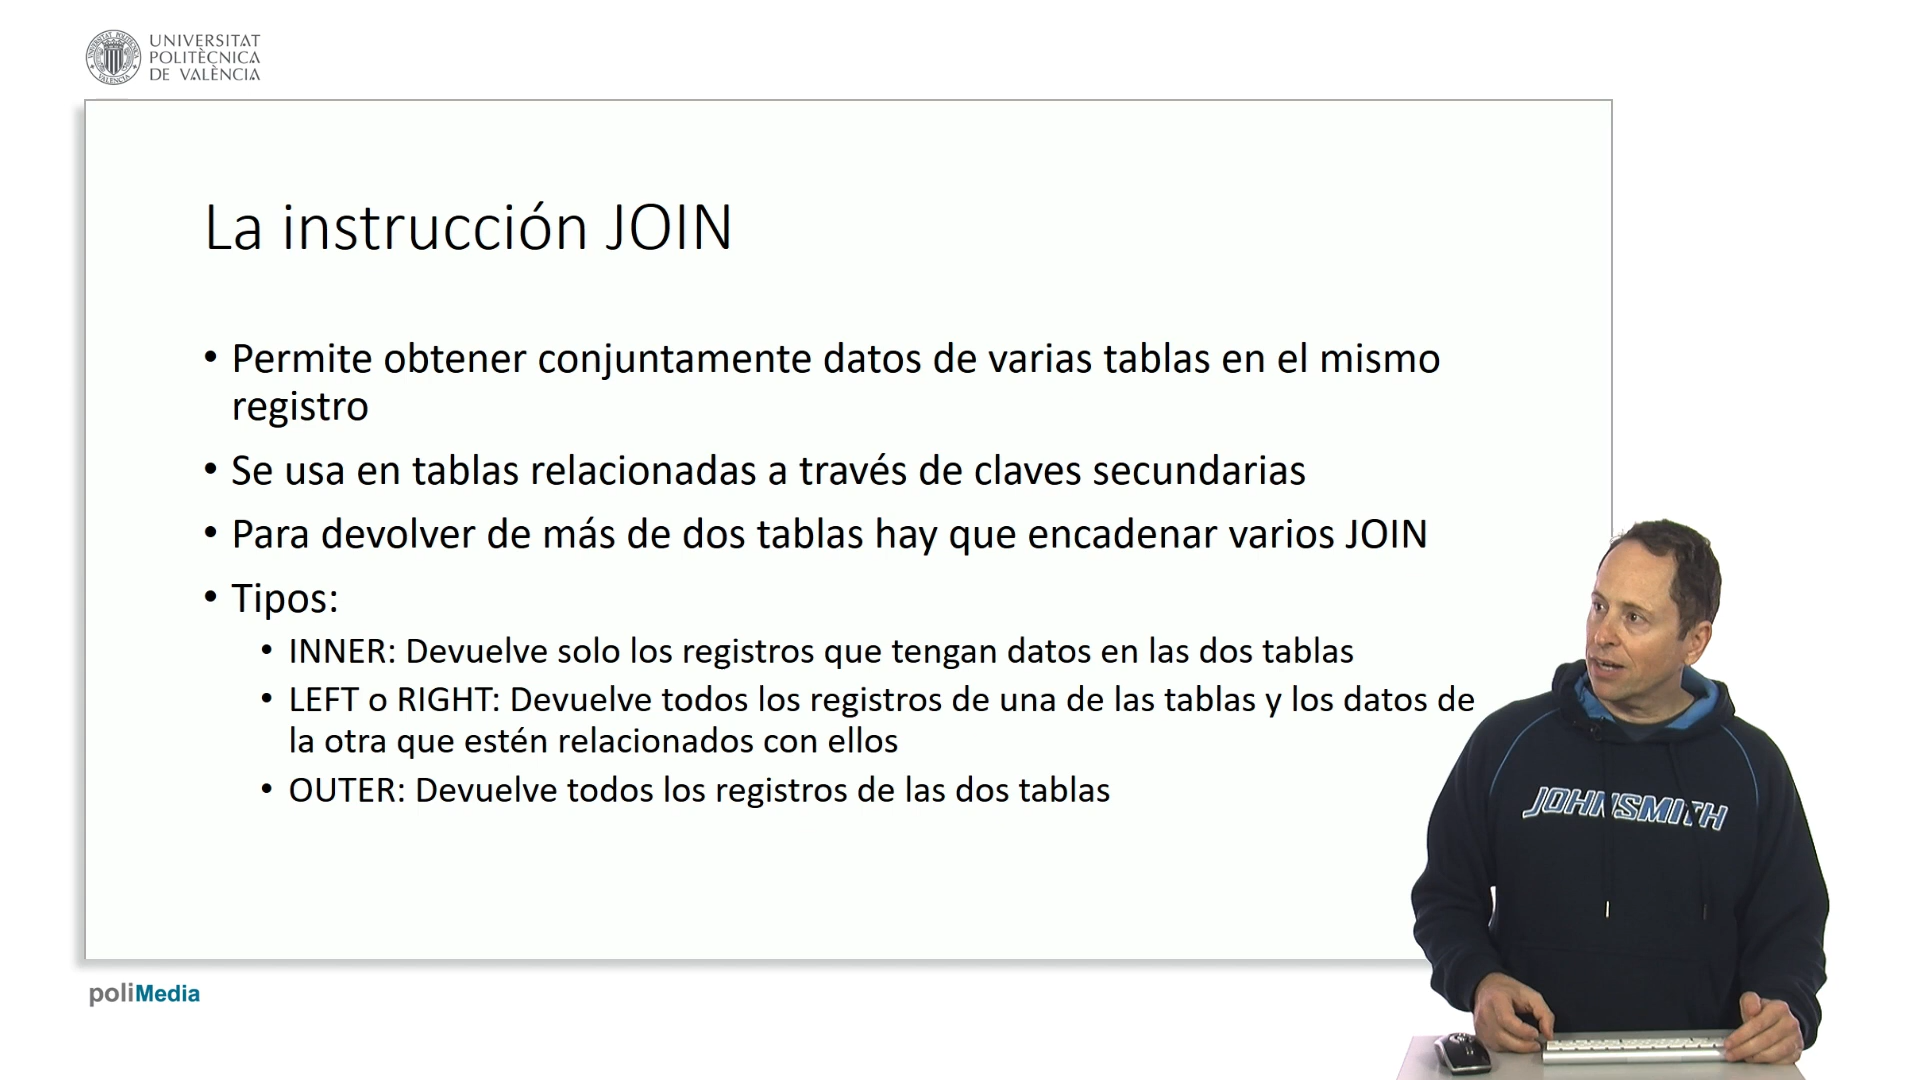 UNIVERSITAT
POLITÈCNICA
DE VALÈNCIA
La instrucción JOIN
• Permite obtener conjuntamente datos de varias tablas en el mismo
registro
• Se usa en tablas relacionadas a través de claves secundarias
• Para devolver de más de dos tablas hay que encadenar varios JOIN
• Tipos:
• INNER: Devuelve solo los registros que tengan datos en las dos tablas
• LEFT o RIGHT: Devuelve todos los registros de una de las tablas y los datos de
la otra que estén relacionados con ellos
• OUTER: Devuelve todos los registros de las dos tablas
JOHNSMITH
poliMedia